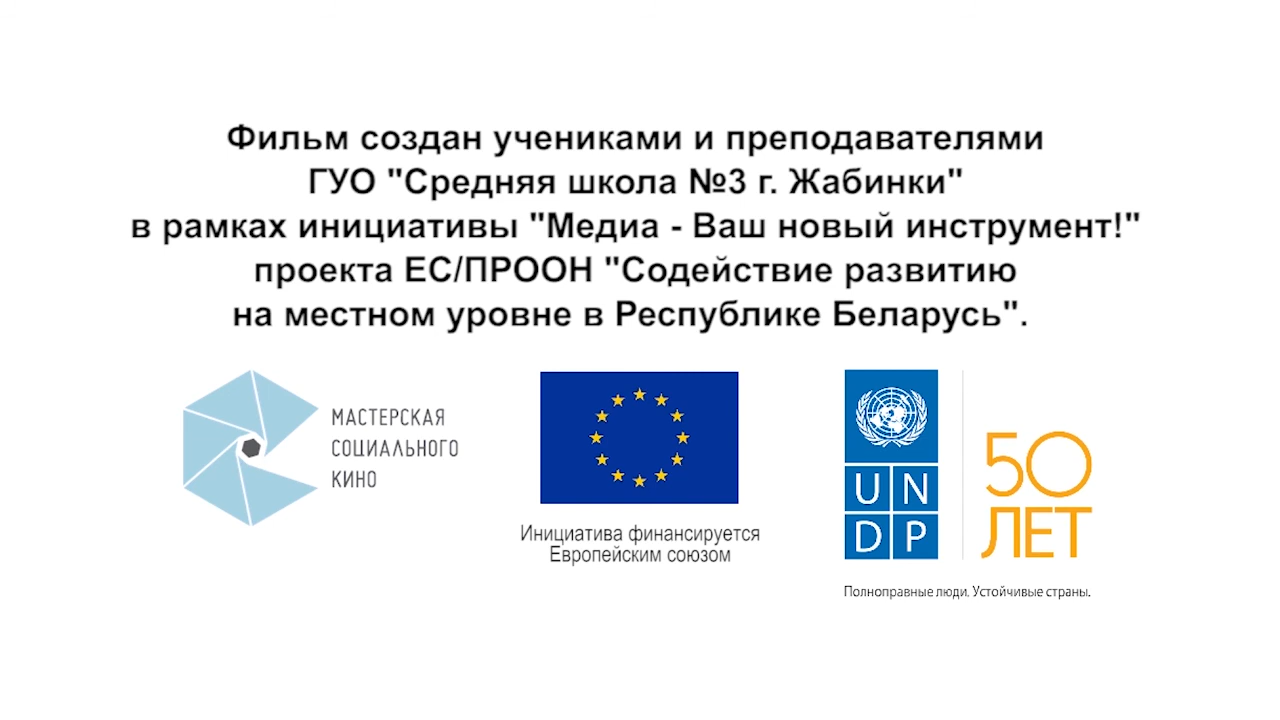 Фильм создан учениками и преподавателями
ГУО "Средняя школа №3 г. Жабинки"
в рамках инициативы "Медиа - Ваш новый инструмент!"
проекта ЕС/ПРООН "Содействие развитию
на местном уровне в Республике Беларусь".
МАСТЕРСКАЯ
СОЦИАЛЬНОГО
КИНО
Инициатива финансируется
Европейским союзом
U N
D P
50
ЛЕТ
Полноправные люди. Устойчивые страны.